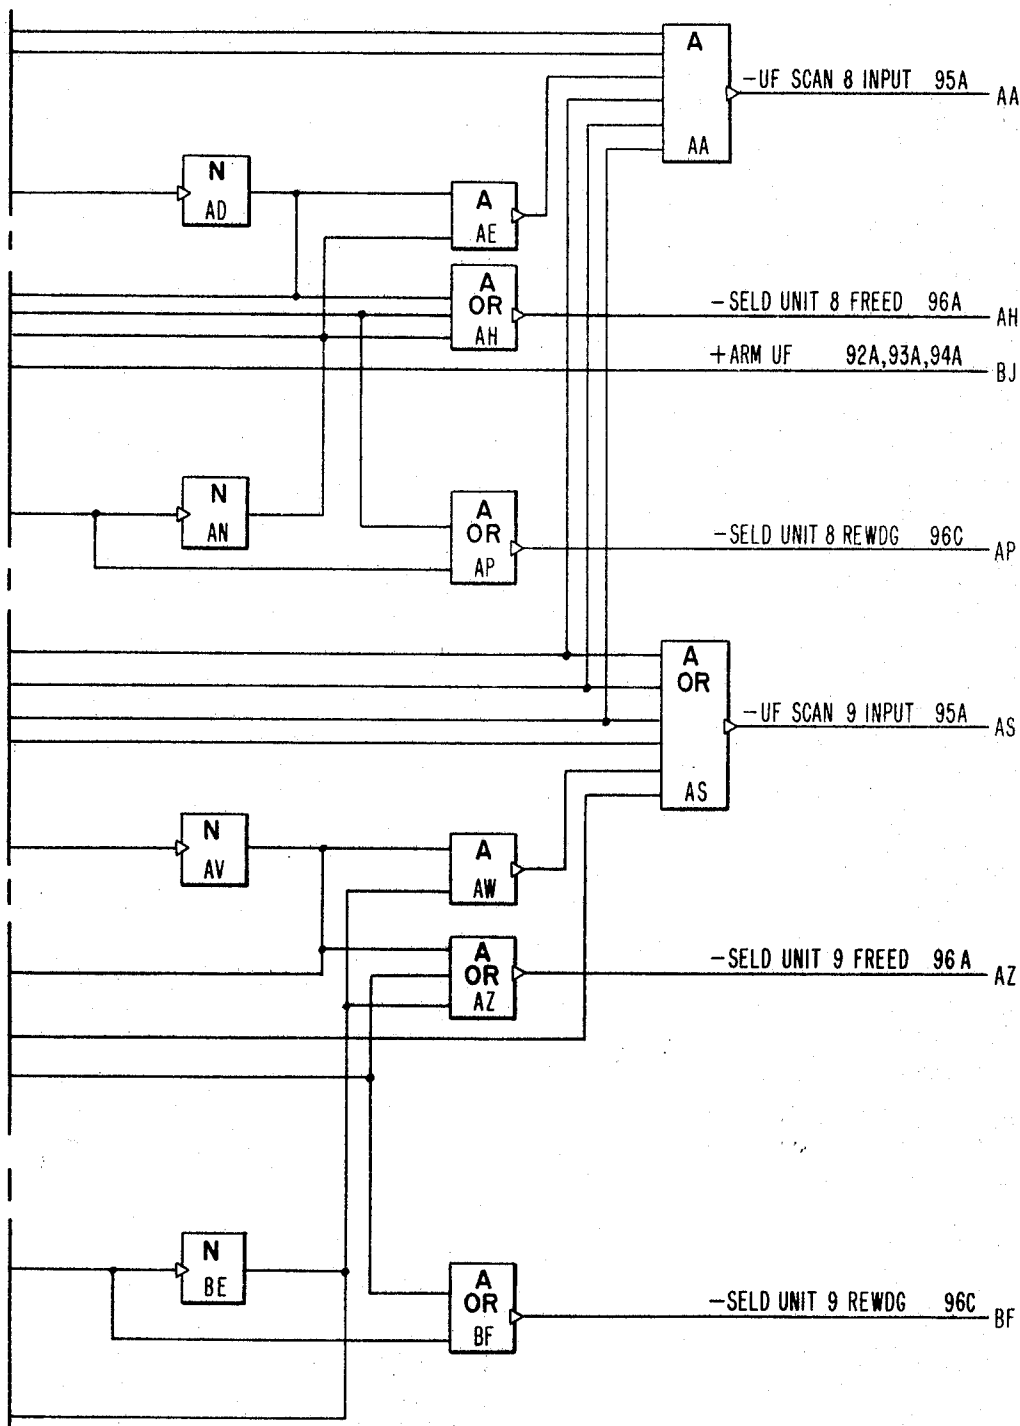 A
AA
-UF SCAN 8 INPUT 95A AA
N
AD
A
AE
A
OR
AH
-SELD UNIT 8 FREED 96A AH
+ARM UF 92A,93A,94A BJ
N
AN
A
OR
AP
-SELD UNIT 8 REWDG 96C AP
A
OR
AS
-UF SCAN 9 INPUT 95A AS
N
AV
A
AW
A
OR
AZ
-SELD UNIT 9 FREED 96A AZ
N
BE
A
OR
BF
-SELD UNIT 9 REWDG 96C BF